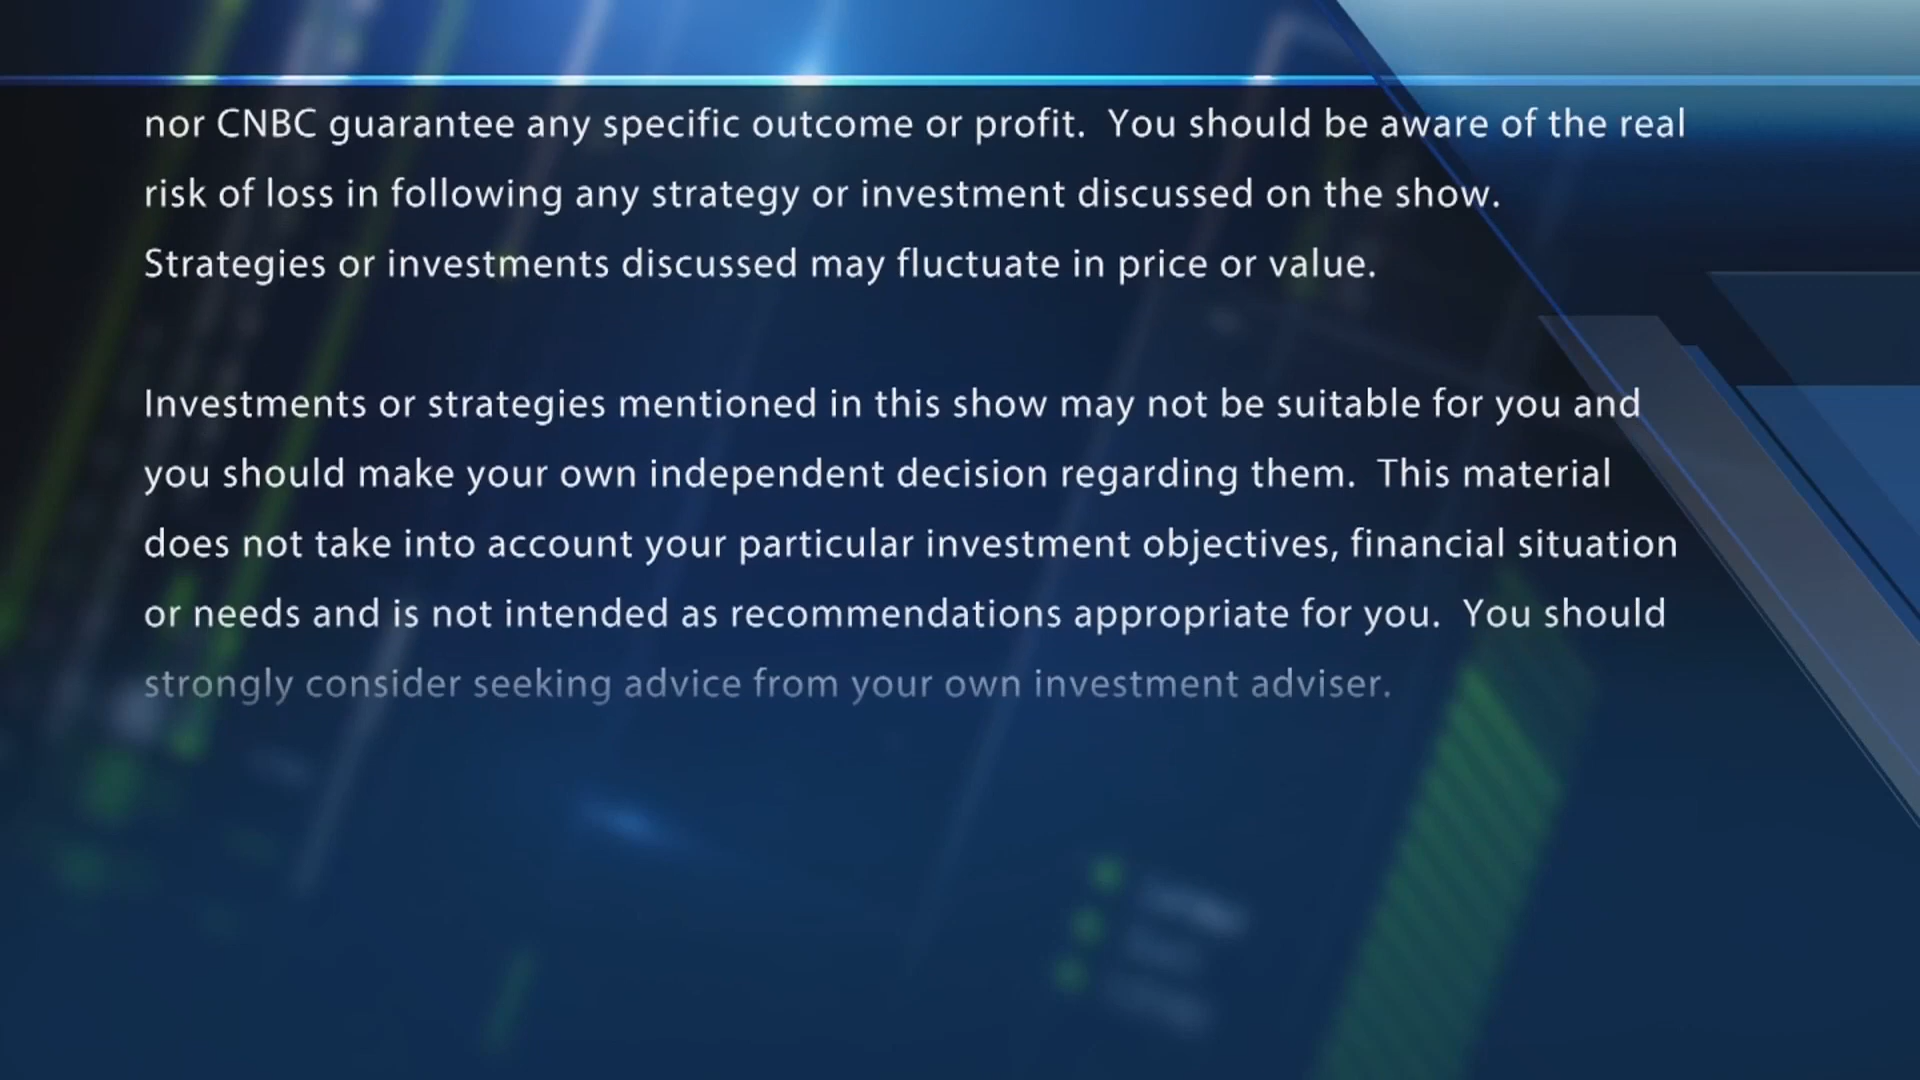 nor CNBC guarantee any specific outcome or profit.  You should be aware of the real
risk of loss in following any strategy or investment discussed on the show.
Strategies or investments discussed may fluctuate in price or value.
Investments or strategies mentioned in this show may not be suitable for you and
you should make your own independent decision regarding them.  This material
does not take into account your particular investment objectives, financial situation
or needs and is not intended as recommendations appropriate for you.  You should
strongly consider seeking advice from your own investment adviser.